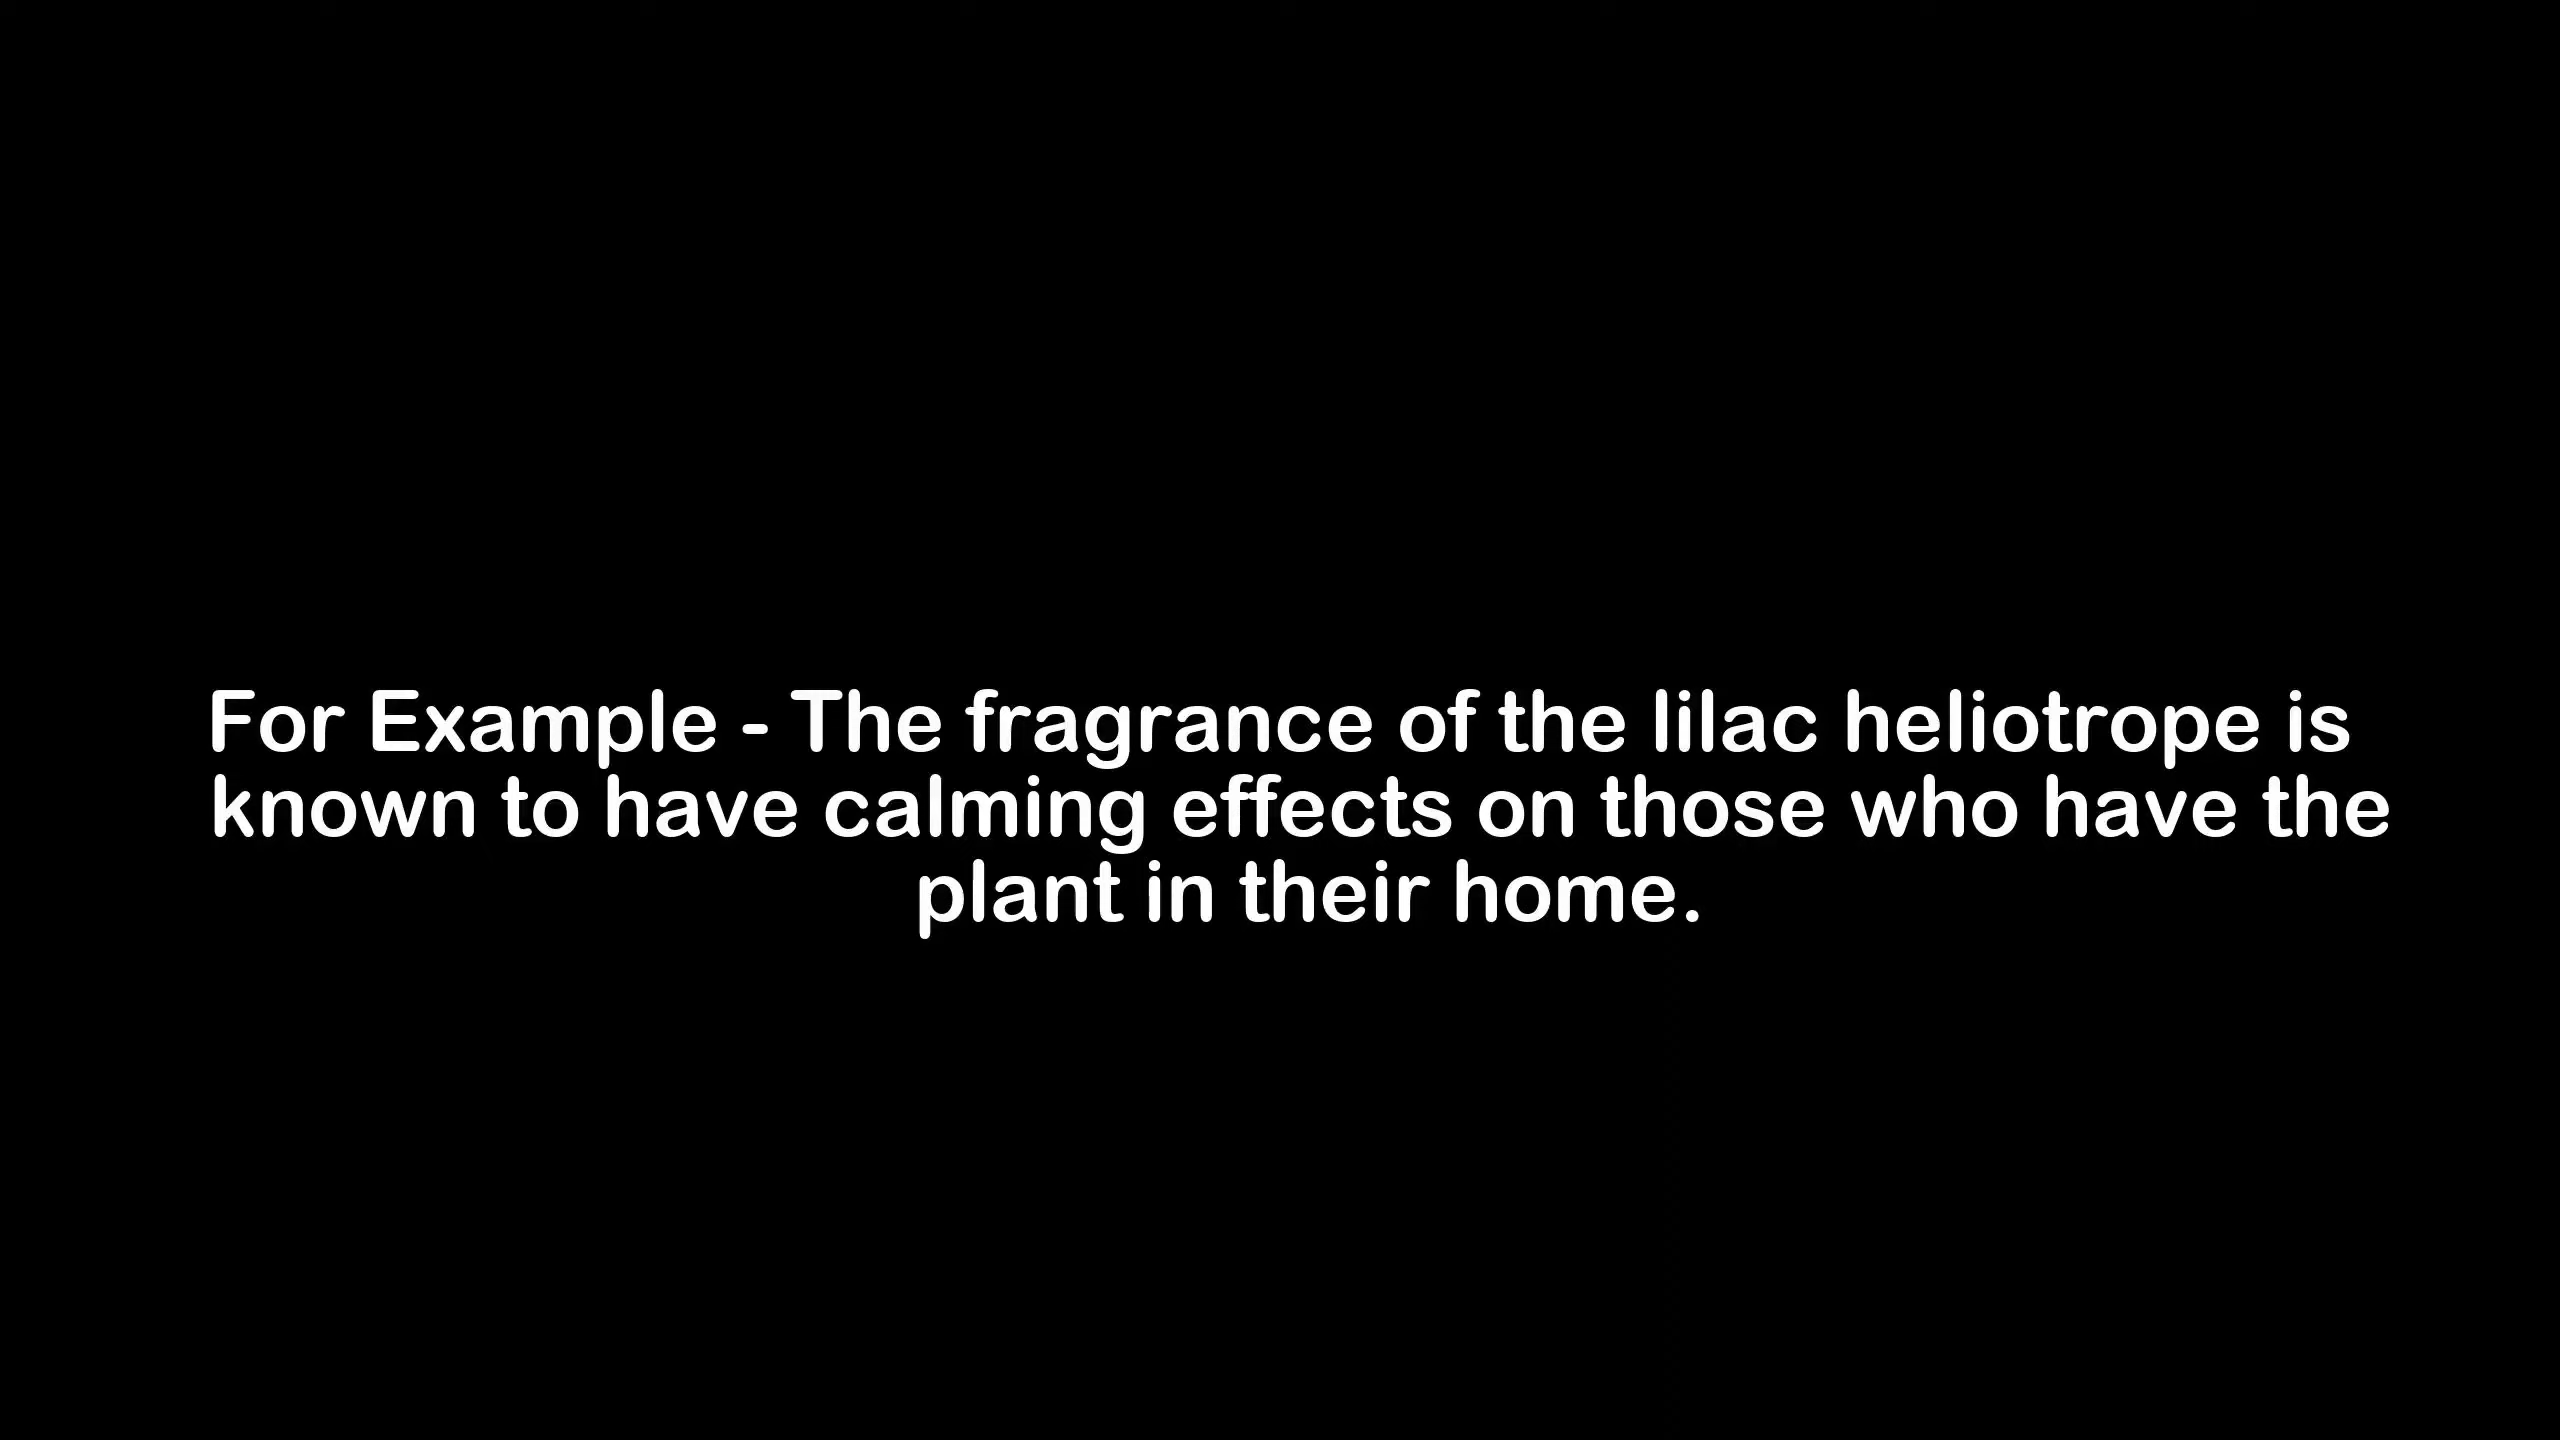 For Example - The fragrance of the lilac heliotrope is
known to have calming effects on those who have the
plant in their home.